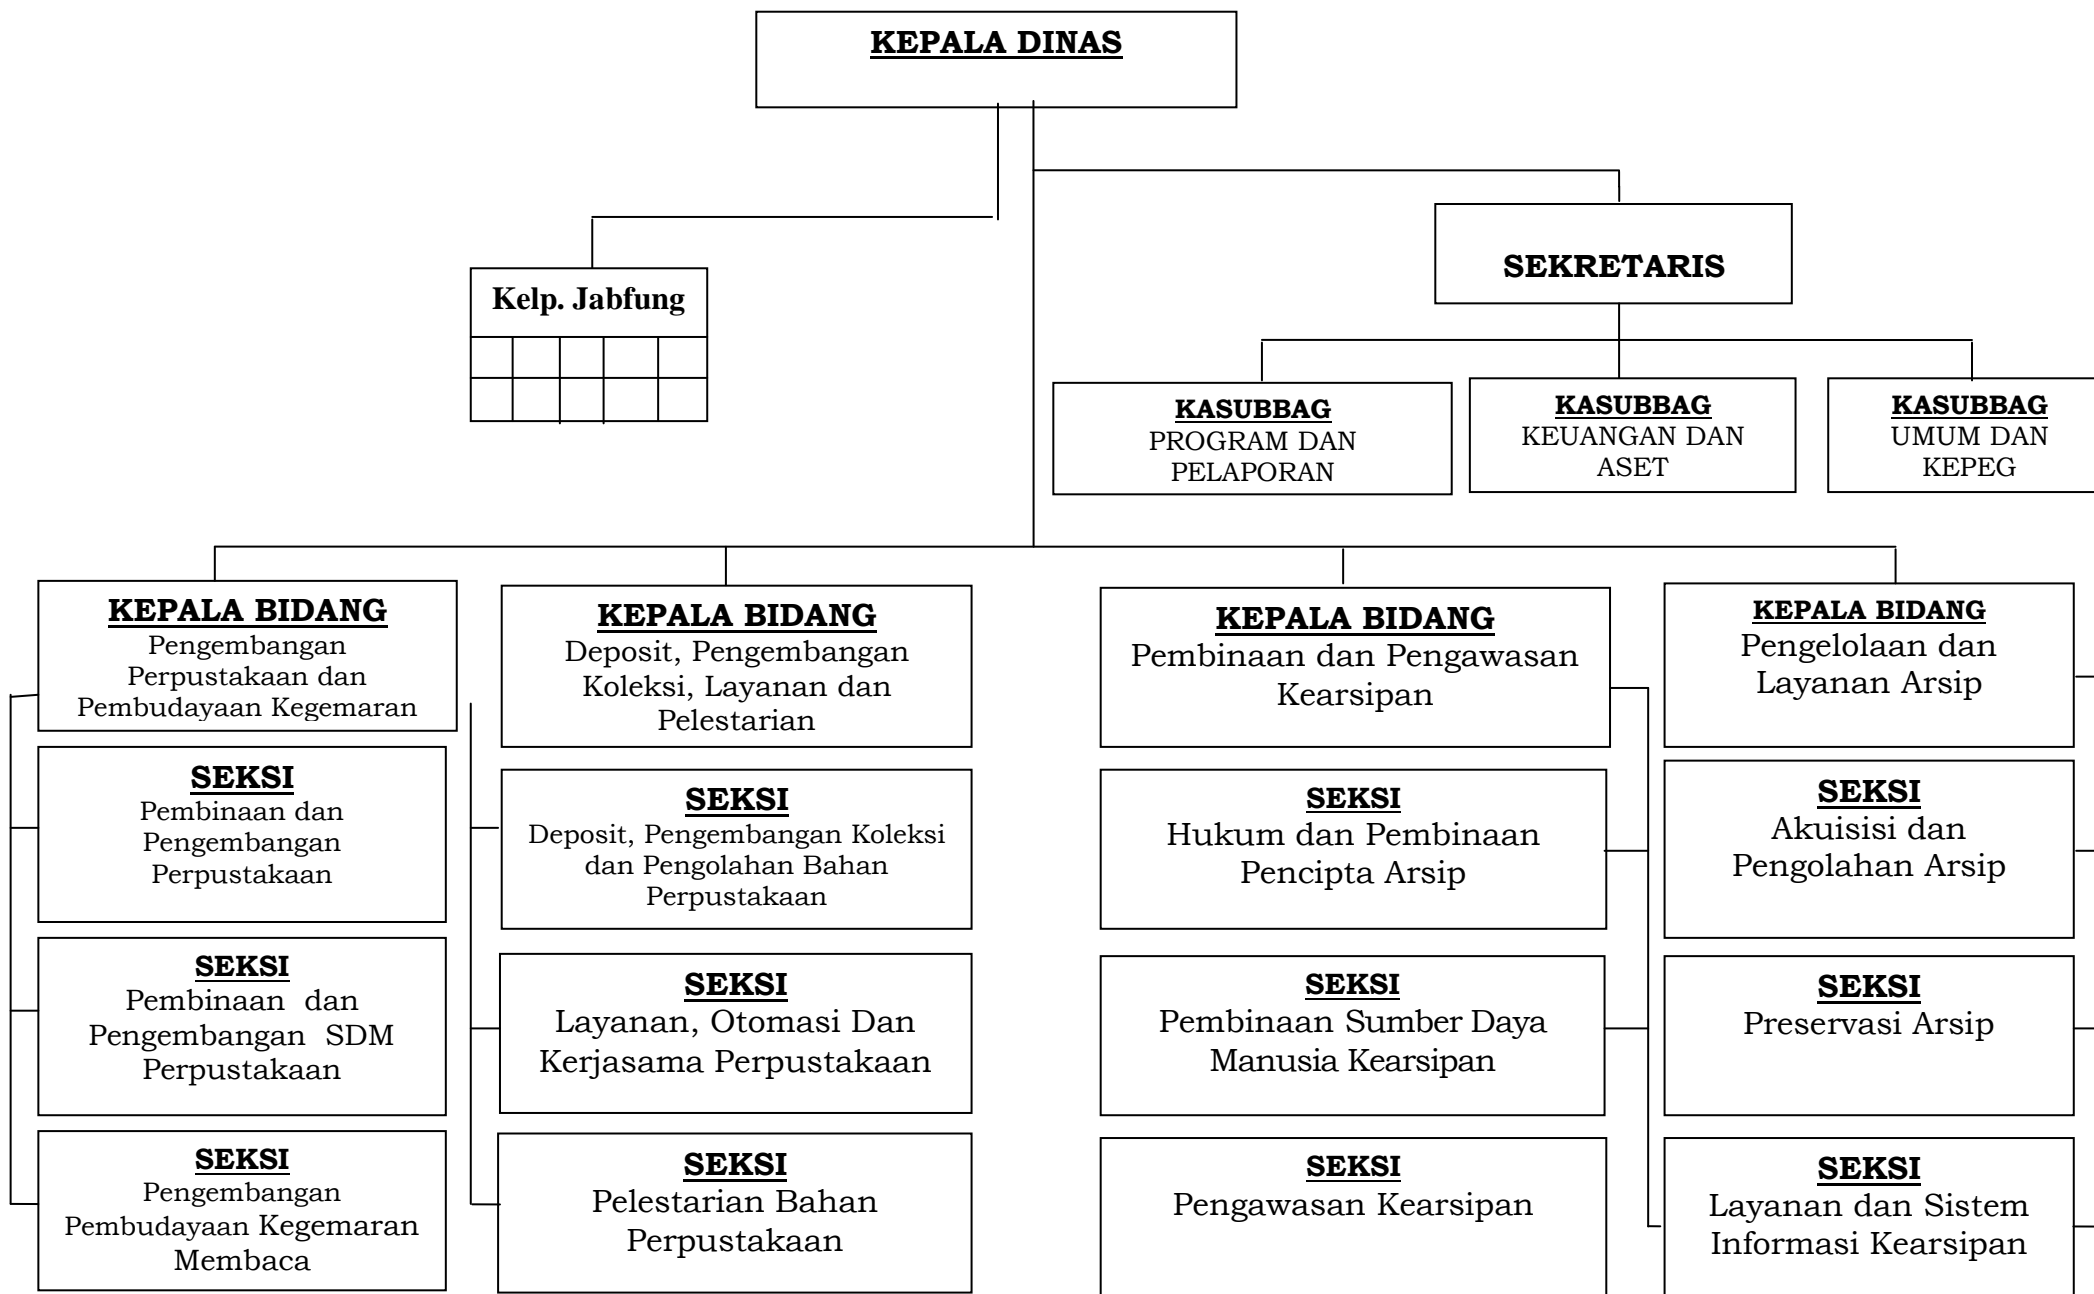 KEPALA DINAS
SEKRETARIS
Kelp. Jabfung
KASUBBAG
PROGRAM DAN
PELAPORAN
KASUBBAG
KEUANGAN DAN
ASET
KASUBBAG
UMUM DAN
KEPEG
KEPALA BIDANG
Pengembangan
Perpustakaan dan
Pembudayaan Kegemaran
KEPALA BIDANG
Deposit, Pengembangan
Koleksi, Layanan dan
Pelestarian
KEPALA BIDANG
Pembinaan dan Pengawasan
Kearsipan
KEPALA BIDANG
Pengelolaan dan
Layanan Arsip
SEKSI
Pembinaan dan
Pengembangan
Perpustakaan
SEKSI
Deposit, Pengembangan Koleksi
dan Pengolahan Bahan
Perpustakaan
SEKSI
Hukum dan Pembinaan
Pencipta Arsip
SEKSI
Akuisisi dan
Pengolahan Arsip
SEKSI
Pembinaan dan
Pengembangan SDM
Perpustakaan
SEKSI
Layanan, Otomasi Dan
Kerjasama Perpustakaan
SEKSI
Pembinaan Sumber Daya
Manusia Kearsipan
SEKSI
Preservasi Arsip
SEKSI
Pengembangan
Pembudayaan Kegemaran
Membaca
SEKSI
Pelestarian Bahan
Perpustakaan
SEKSI
Pengawasan Kearsipan
SEKSI
Layanan dan Sistem
Informasi Kearsipan